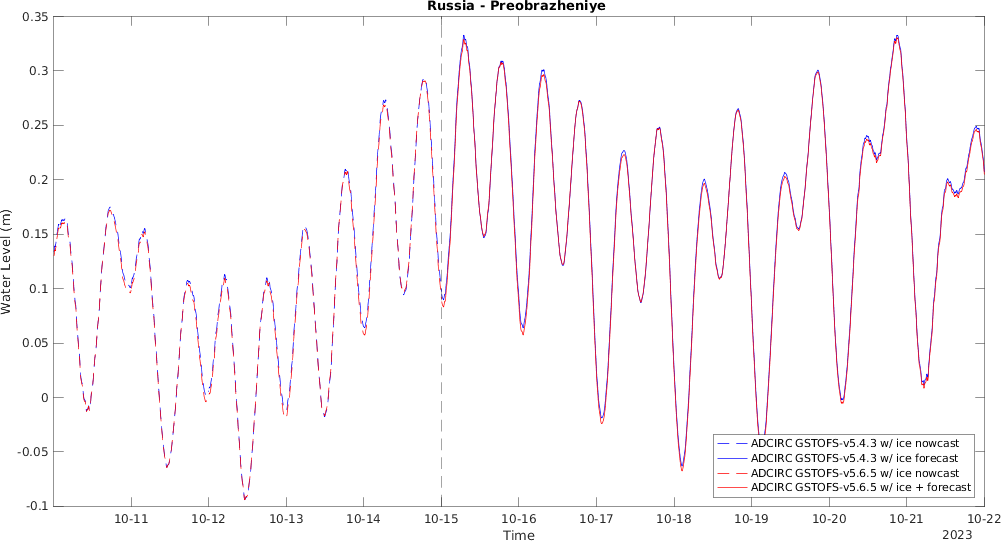 Russia - Preobrazheniye
0.35
0.3
0.25
0.2
0.15
0.1
0.05
0
-0.05
-0.1
Water Level (m)
ADCIRC GSTOFS-v5.4.3 w/ ice nowcast
ADCIRC GSTOFS-v5.4.3 w/ ice forecast
ADCIRC GSTOFS-v5.6.5 w/ ice nowcast
ADCIRC GSTOFS-v5.6.5 w/ ice + forecast
10-11 10-12 10-13 10-14 10-15 10-16 10-17 10-18 10-19 10-20 10-21 10-22
Time
2023